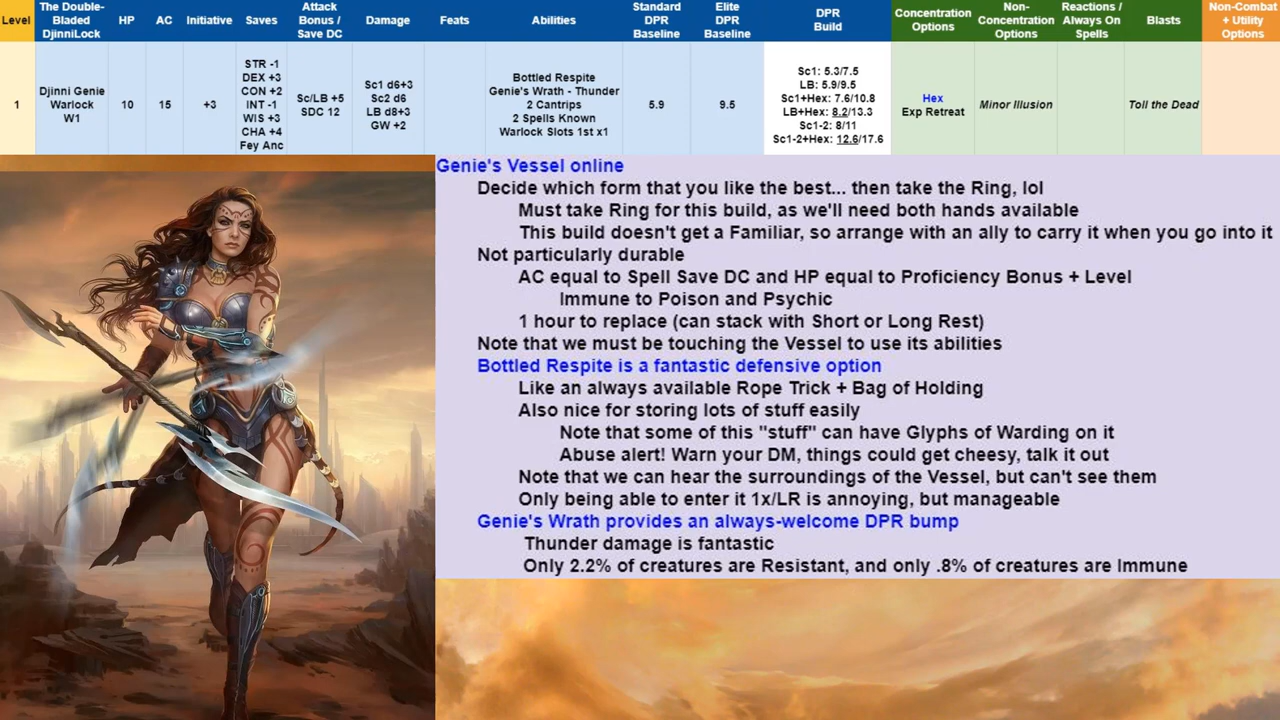 Level
The Double-
Bladed
DjinniLock
HP
AC
Initiative
Saves
Attack
Bonus /
Save DC
Damage
Feats
Abilities
Standard
DPR
Baseline
Elite
DPR
Baseline
DPR
Build
Concentration
Options
Non-
Concentration
Options
Reactions /
Always On
Spells
Blasts
Non-Combat
+ Utility
Options
1
Djinni Genie
Warlock
W1
10
15
+3
STR -1
DEX +3
CON +2
INT -1
WIS +3
CHA +4
Fey Anc
Sc/LB +5
SDC 12
Sc1 d6+3
Sc2 d6
LB d8+3
GW +2
Bottled Respite
Genie's Wrath - Thunder
2 Cantrips
2 Spells Known
Warlock Slots 1st x1
5.9
9.5
Sc1: 5.3/7.5
LB: 5.9/9.5
Sc1+Hex: 7.6/10.8
LB+Hex: 8.2/13.3
Sc1-2: 8/11
Sc1-2+Hex: 12.6/17.6
Hex
Exp Retreat
Minor Illusion
Toll the Dead
Genie's Vessel online
Decide which form that you like the best... then take the Ring, lol
Must take Ring for this build, as we'll need both hands available
This build doesn't get a Familiar, so arrange with an ally to carry it when you go into it
Not particularly durable
AC equal to Spell Save DC and HP equal to Proficiency Bonus + Level
Immune to Poison and Psychic
1 hour to replace (can stack with Short or Long Rest)
Note that we must be touching the Vessel to use its abilities
Bottled Respite is a fantastic defensive option
Like an always available Rope Trick + Bag of Holding
Also nice for storing lots of stuff easily
Note that some of this "stuff" can have Glyphs of Warding on it
Abuse alert! Warn your DM, things could get cheesy, talk it out
Note that we can hear the surroundings of the Vessel, but can't see them
Only being able to enter it 1x/LR is annoying, but manageable
Genie's Wrath provides an always-welcome DPR bump
Thunder damage is fantastic
Only 2.2% of creatures are Resistant, and only .8% of creatures are Immune